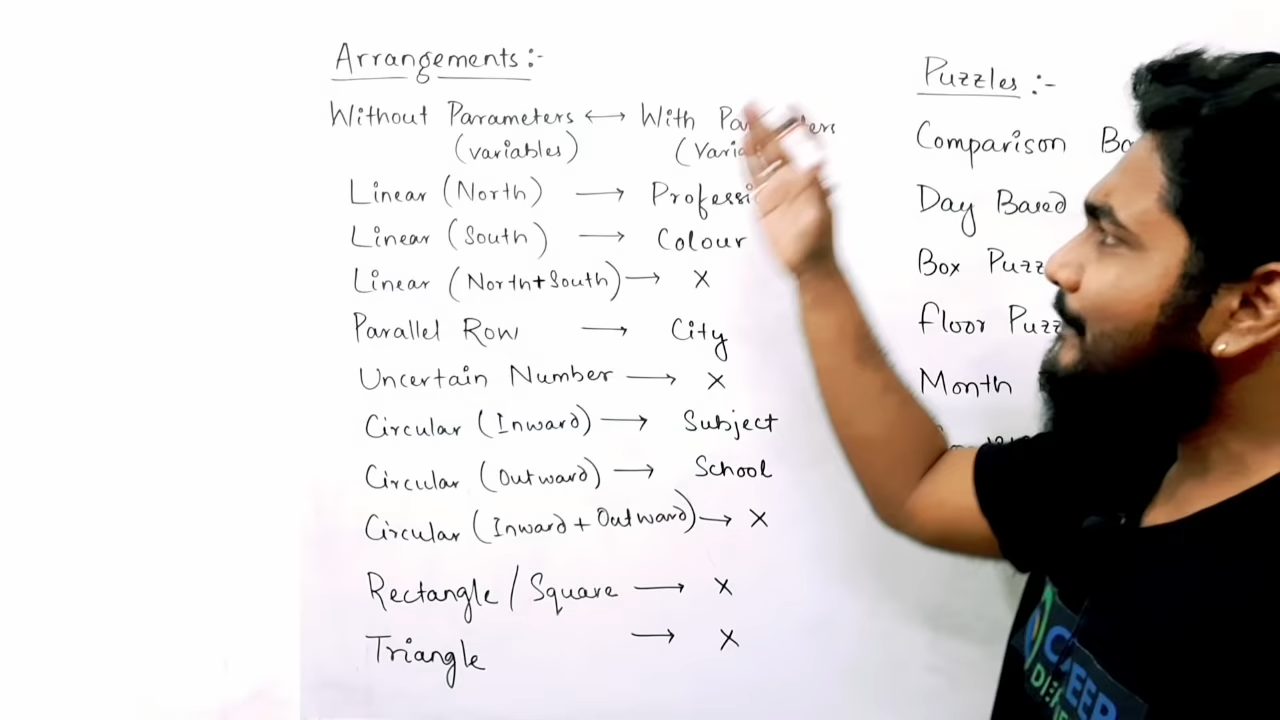 Arrangements :-
Without Parameters ⟷ With
(variables)
Linear (North) →
Linear (South) → Colour
Linear (North+South) → X
Parallel Row → City
Uncertain Number → X
Circular (Inward) → Subject
Circular (Outward) → School
Circular (Inward + Outward) → X
Rectangle / Square → X
Triangle → X
Puzzles :-
Comparison
Day Based
Box
Floor
Month